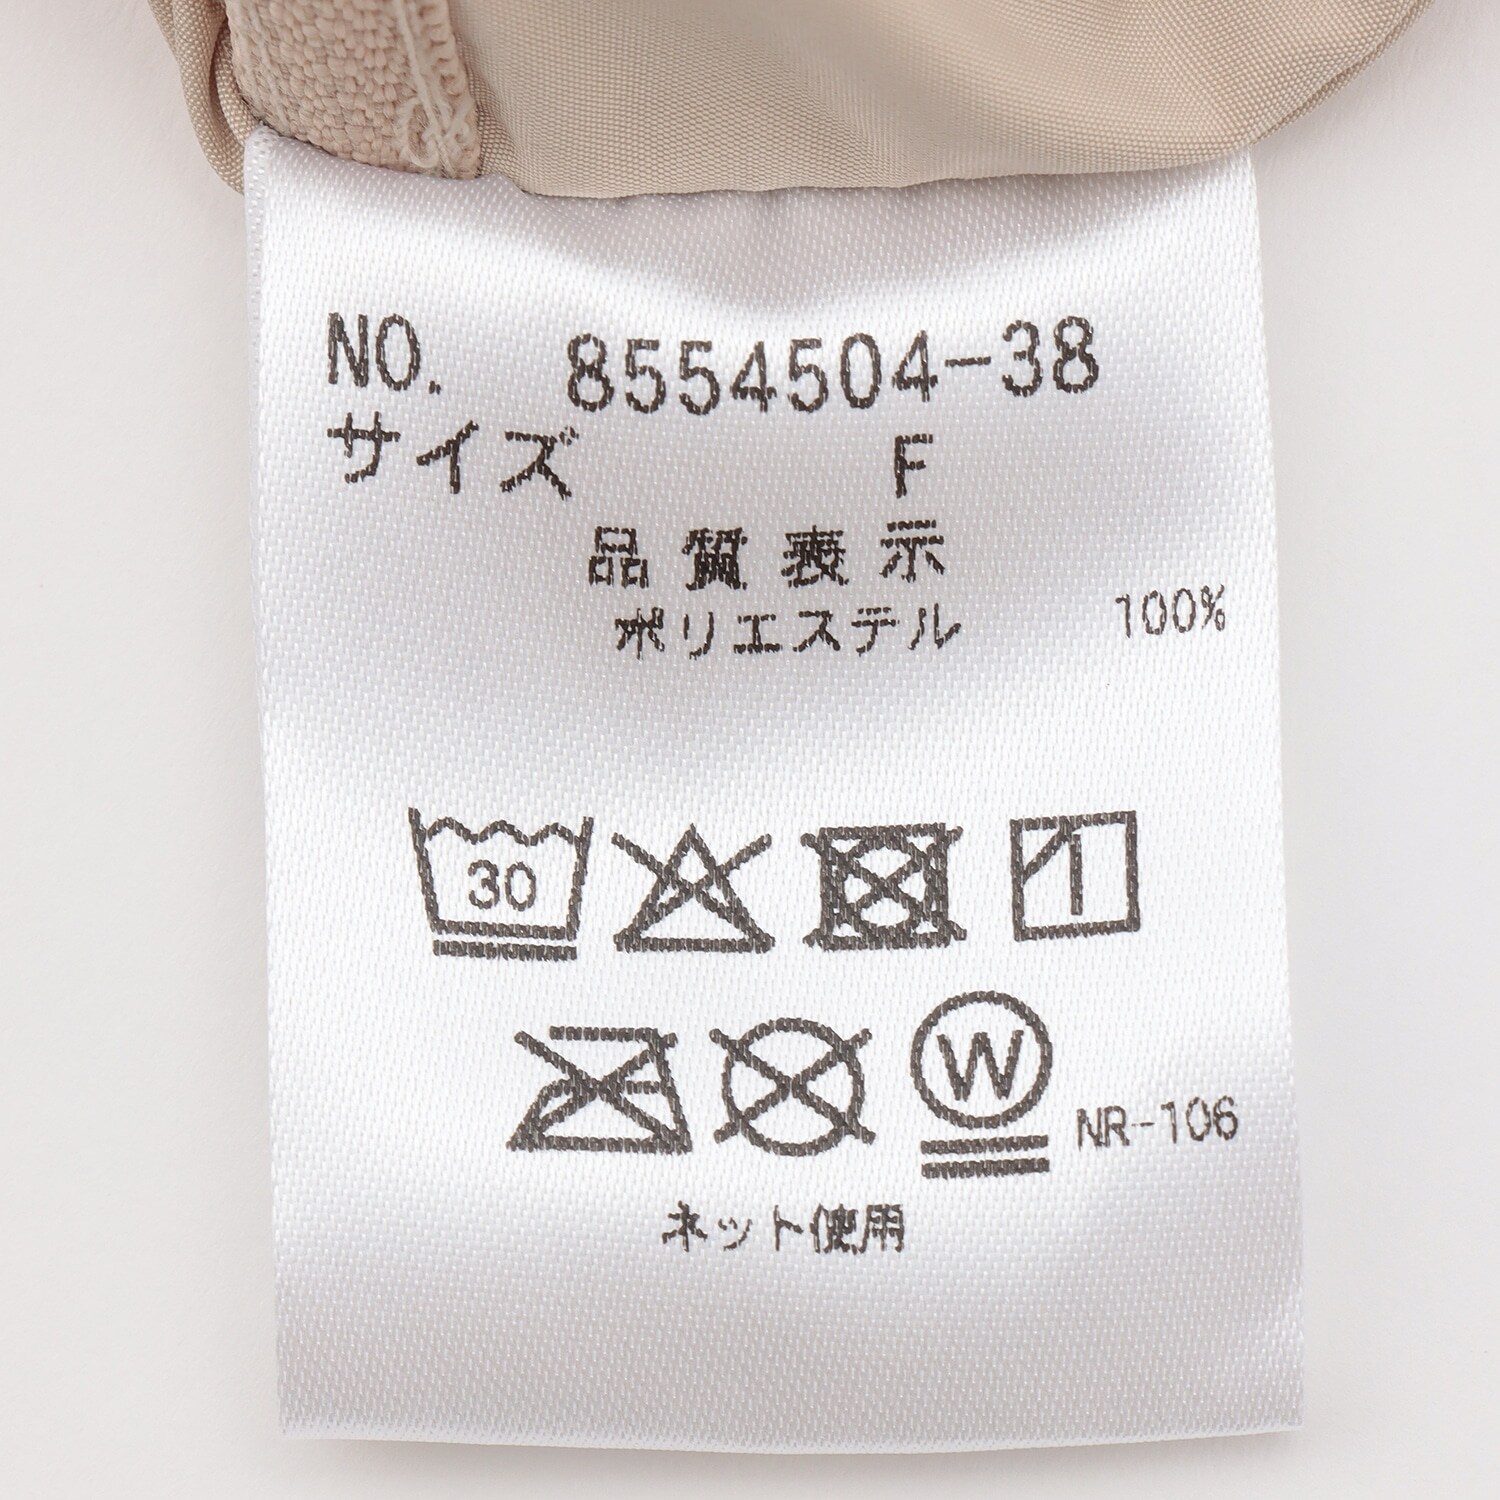 NO. 8554504-38
サイズ F
品質表示
ポリエステル 100%
30
W NR-106
ネット使用